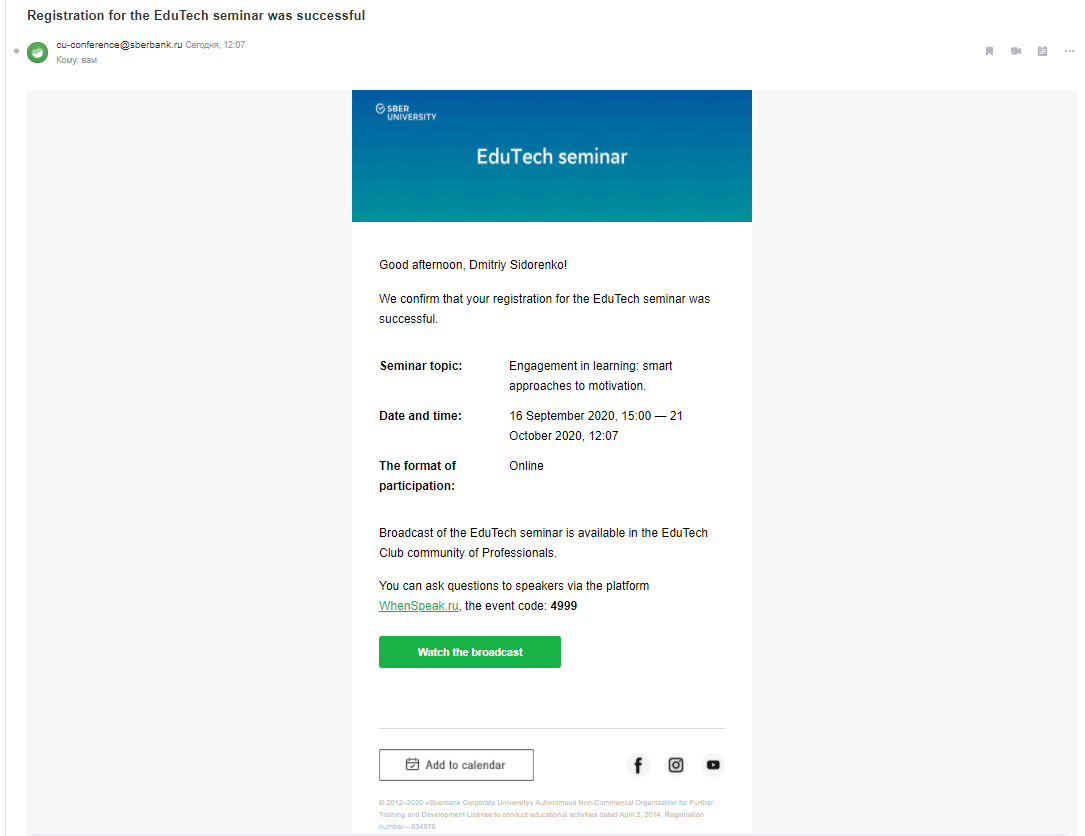 Registration for the EduTech seminar was successful
cu-conference@sberbank.ru Сегодня, 12:07
Кому: вам
SBER
UNIVERSITY
EduTech seminar
Good afternoon, Dmitriy Sidorenko!
We confirm that your registration for the EduTech seminar was
successful.
Seminar topic: Engagement in learning: smart
approaches to motivation.
Date and time: 16 September 2020, 15:00 — 21
October 2020, 12:07
The format of Online
participation:
Broadcast of the EduTech seminar is available in the EduTech
Club community of Professionals.
You can ask questions to speakers via the platform
WhenSpeak.ru, the event code: 4999
Watch the broadcast
Add to calendar
© 2012–2020 «Sberbank Corporate University» Autonomous Non-Commercial Organization for Further
Training and Development License to conduct educational activities dated April 2, 2014. Registration
number—034970